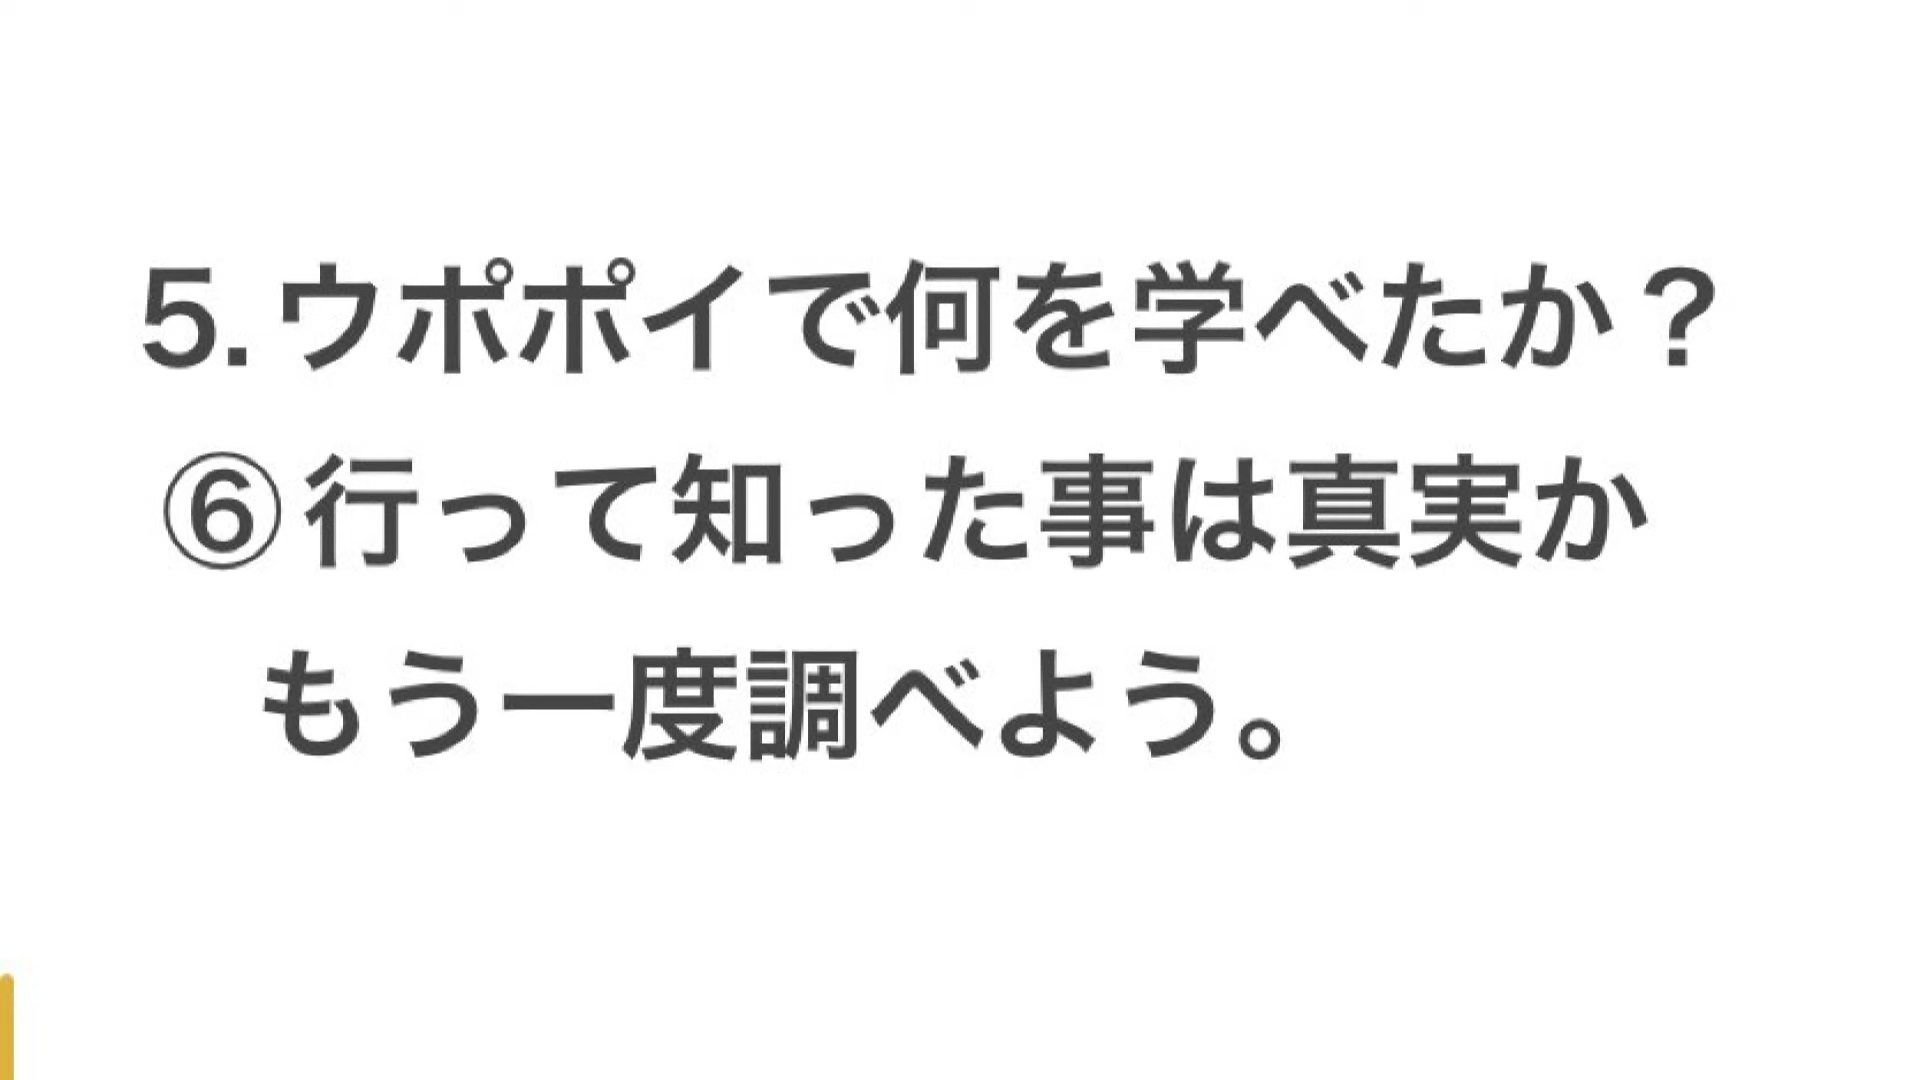 5.ウポポイで何を学べたか？
⑥行って知った事は真実か
もう一度調べよう。